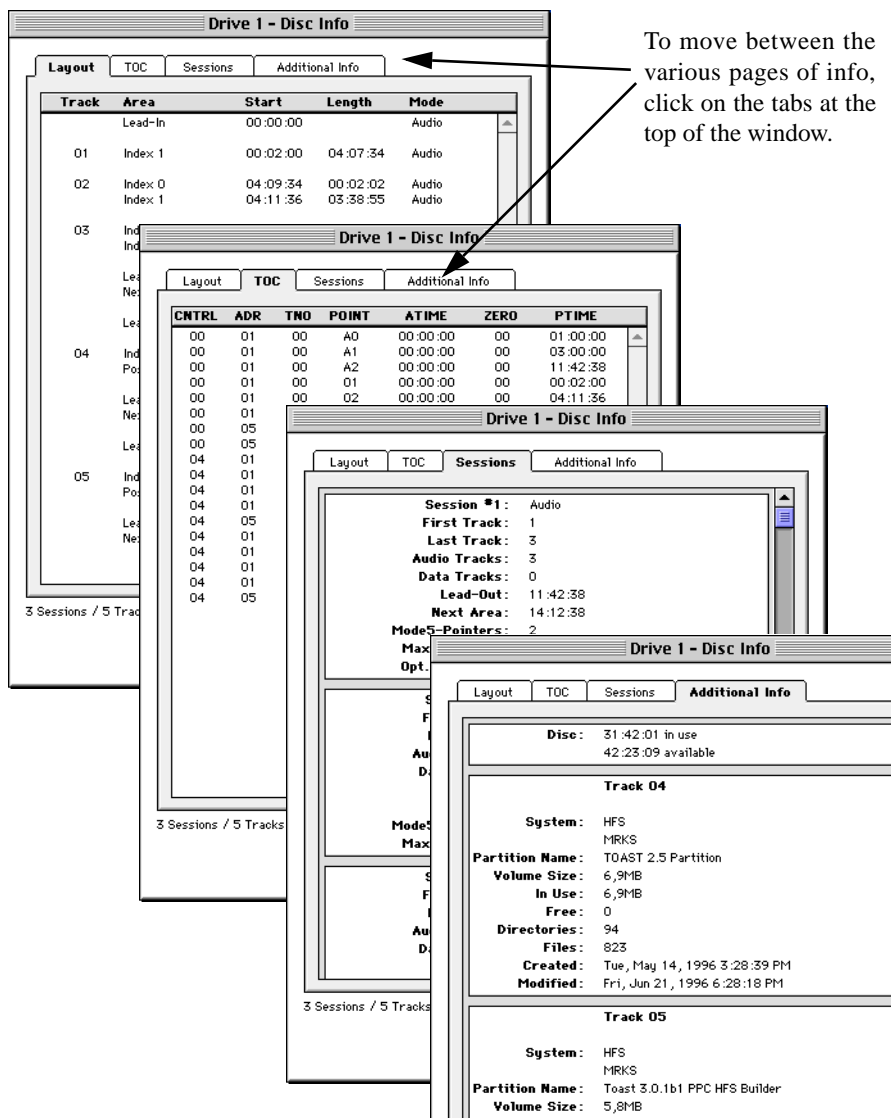 Drive 1 - Disc Info
Layout TOC Sessions Additional Info
Track Area Start Length Mode
Lead-In 00:00:00 Audio
01 Index 1 00:02:00 04:07:34 Audio
02 Index 0 04:09:34 00:02:02 Audio
Index 1 04:11:36 03:38:55 Audio
03
04
05
3 Sessions / 5
To move between the
various pages of info,
click on the tabs at the
top of the window.
Drive 1 - Disc Info
Layout TOC Sessions Additional Info
CNTRL ADR TNO POINT ATIME ZERO PTIME
00 01 00 A0 00:00:00 00 01:00:00
00 01 00 A1 00:00:00 00 03:00:00
00 01 00 A2 00:00:00 00 11:42:38
00 01 00 01 00:00:00 00 00:02:00
00 01 00 02 00:00:00 00 04:11:36
00 01
00 05
00 05
04 01
04 01
04 01
04 01
04 05
04 01
04 01
04 01
04 01
04 05
3 Sessions / 5 Tracks
Drive 1 - Disc Info
Layout TOC Sessions Additional Info
Session #1: Audio
First Track: 1
Last Track: 3
Audio Tracks: 3
Data Tracks: 0
Lead-Out: 11:42:38
Next Area: 14:12:38
Mode5-Pointers: 2
Max
Opt.
3 Sessions / 5 Tracks
Drive 1 - Disc Info
Layout TOC Sessions Additional Info
Disc: 31:42:01 in use
42:23:09 available
Track 04
System: HFS
MRKS
Partition Name: TOAST 2.5 Partition
Volume Size: 6,9MB
In Use: 6,9MB
Free: 0
Directories: 94
Files: 823
Created: Tue, May 14, 1996 3:28:39 PM
Modified: Fri, Jun 21, 1996 6:28:18 PM
Track 05
System: HFS
MRKS
Partition Name: Toast 3.0.1b1 PPC HFS Builder
Volume Size: 5,8MB